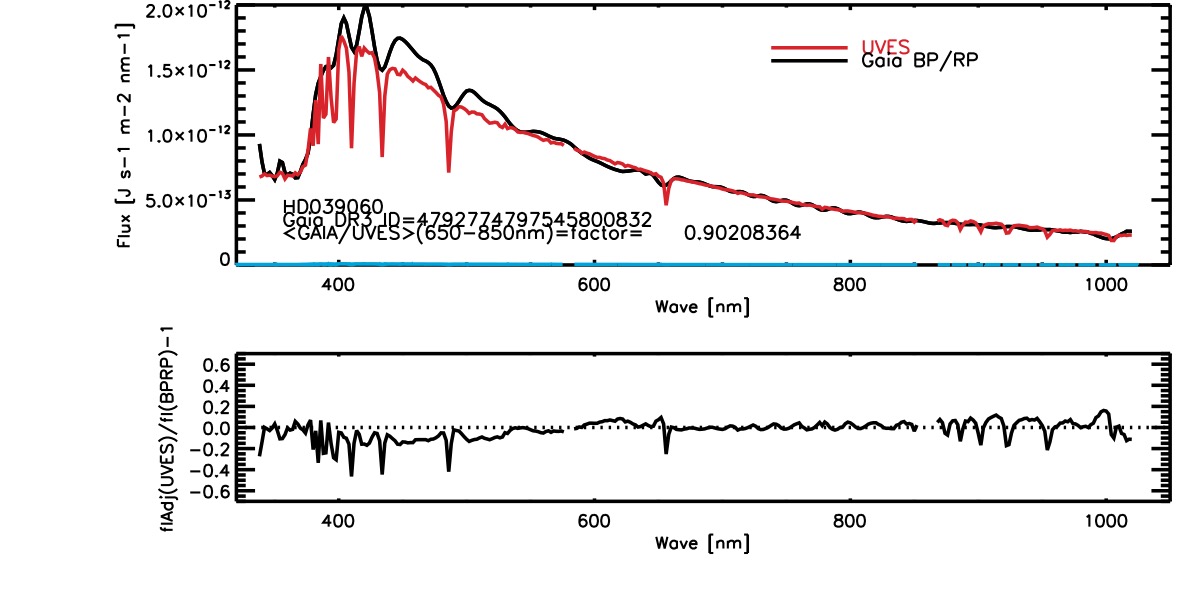 2.0×10−12
1.5×10−12
1.0×10−12
5.0×10−13
0
Flux [J s−1 m−2 nm−1]
UVES
Gaia BP/RP
HD039060
Gaia DR3 ID=4792774797545800832
<GAIA/UVES>(650−850nm)=factor= 0.90208364
400 600 800 1000
Wave [nm]
flAdj(UVES)/fl(BPRP)−1
0.6
0.4
0.2
0.0
−0.2
−0.4
−0.6
400 600 800 1000
Wave [nm]